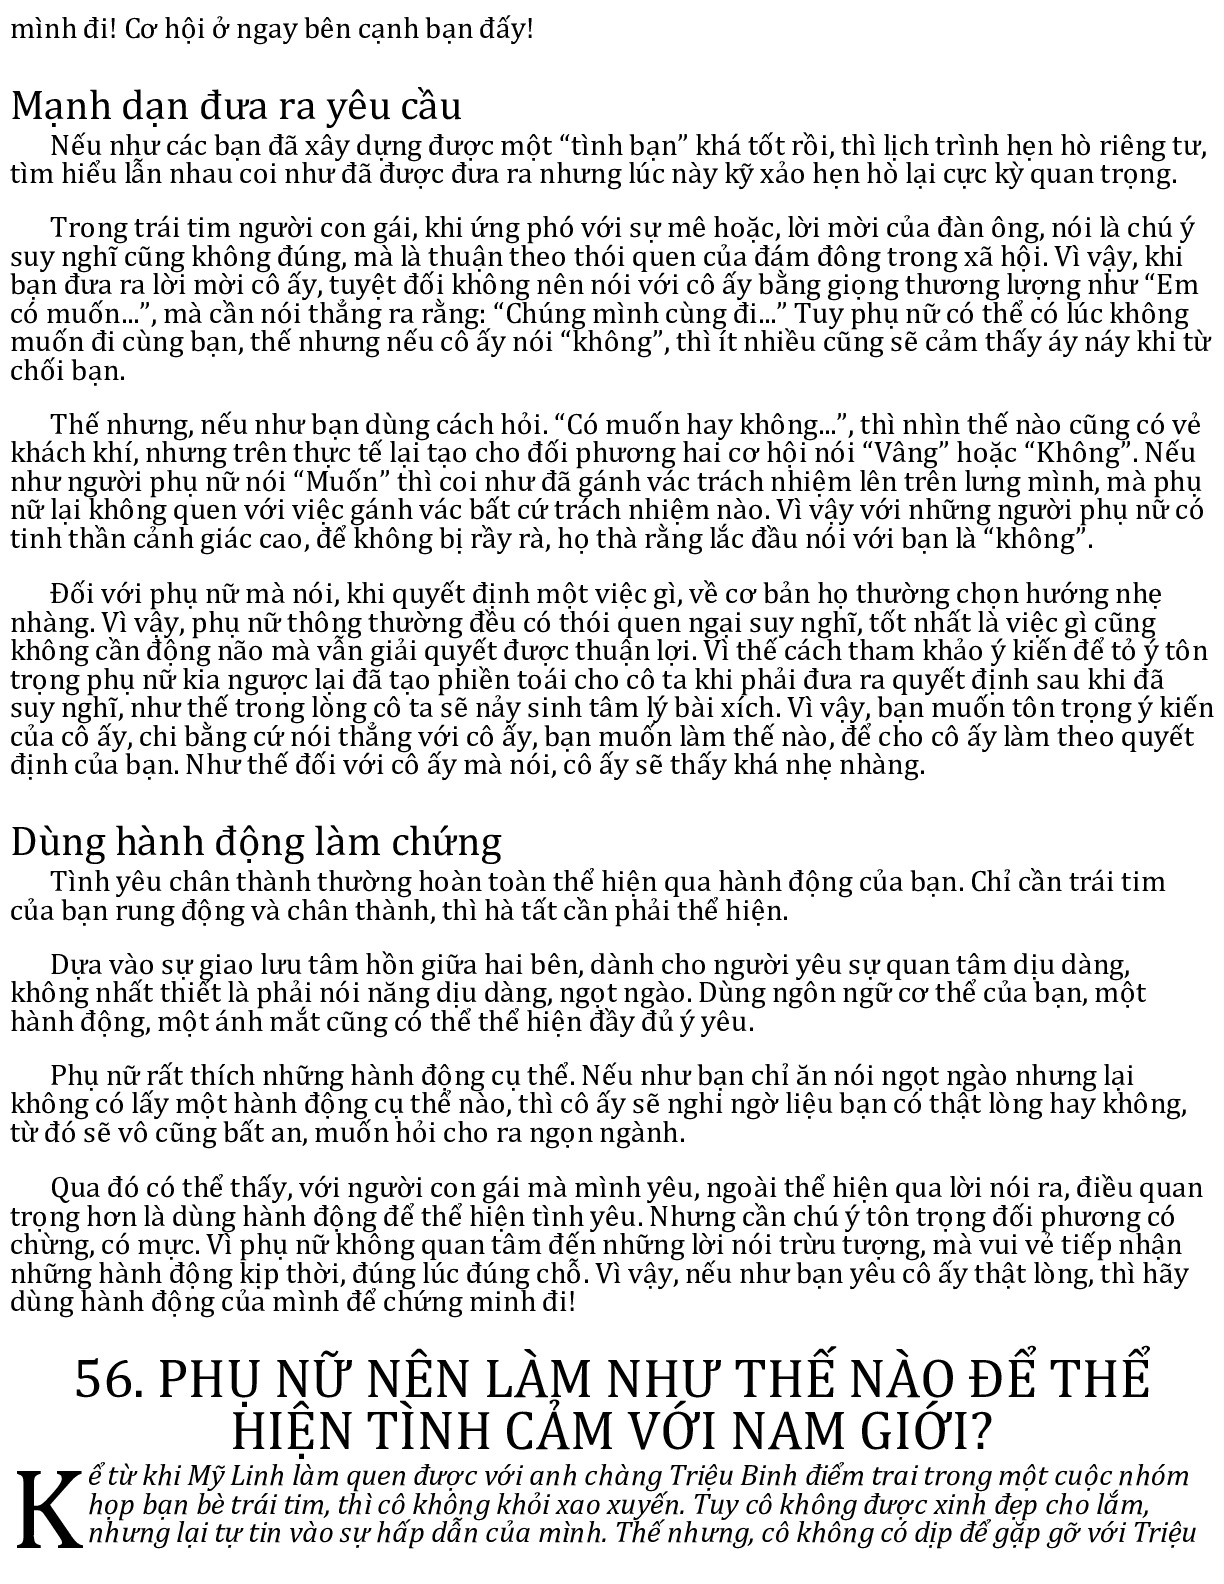 mình đi! Cơ hội ở ngay bên cạnh bạn đấy!
Mạnh dạn đưa ra yêu cầu
Nếu như các bạn đã xây dựng được một “tình bạn” khá tốt rồi, thì lịch trình hẹn hò riêng tư,
tìm hiểu lẫn nhau coi như đã được đưa ra nhưng lúc này kỹ xảo hẹn hò lại cực kỳ quan trọng.
Trong trái tim người con gái, khi ứng phó với sự mê hoặc, lời mời của đàn ông, nói là chú ý
suy nghĩ cũng không đúng, mà là thuận theo thói quen của đám đông trong xã hội. Vì vậy, khi
bạn đưa ra lời mời cô ấy, tuyệt đối không nên nói với cô ấy bằng giọng thương lượng như “Em
có muốn...”, mà cần nói thẳng ra rằng: “Chúng mình cùng đi...” Tuy phụ nữ có thể có lúc không
muốn đi cùng bạn, thế nhưng nếu cô ấy nói “không”, thì ít nhiều cũng sẽ cảm thấy áy náy khi từ
chối bạn.
Thế nhưng, nếu như bạn dùng cách hỏi. “Có muốn hay không...”, thì nhìn thế nào cũng có vẻ
khách khí, nhưng trên thực tế lại tạo cho đối phương hai cơ hội nói “Vâng” hoặc “Không”. Nếu
như người phụ nữ nói “Muốn” thì coi như đã gánh vác trách nhiệm lên trên lưng mình, mà phụ
nữ lại không quen với việc gánh vác bất cứ trách nhiệm nào. Vì vậy với những người phụ nữ có
tinh thần cảnh giác cao, để không bị rầy rà, họ thà rằng lắc đầu nói với bạn là “không”.
Đối với phụ nữ mà nói, khi quyết định một việc gì, về cơ bản họ thường chọn hướng nhẹ
nhàng. Vì vậy, phụ nữ thông thường đều có thói quen ngại suy nghĩ, tốt nhất là việc gì cũng
không cần động não mà vẫn giải quyết được thuận lợi. Vì thế cách tham khảo ý kiến để tỏ ý tôn
trọng phụ nữ kia ngược lại đã tạo phiền toái cho cô ta khi phải đưa ra quyết định sau khi đã
suy nghĩ, như thế trong lòng cô ta sẽ nảy sinh tâm lý bài xích. Vì vậy, bạn muốn tôn trọng ý kiến
của cô ấy, chi bằng cứ nói thẳng với cô ấy, bạn muốn làm thế nào, để cho cô ấy làm theo quyết
định của bạn. Như thế đối với cô ấy mà nói, cô ấy sẽ thấy khá nhẹ nhàng.
Dùng hành động làm chứng
Tình yêu chân thành thường hoàn toàn thể hiện qua hành động của bạn. Chỉ cần trái tim
của bạn rung động và chân thành, thì hà tất cần phải thể hiện.
Dựa vào sự giao lưu tâm hồn giữa hai bên, dành cho người yêu sự quan tâm dịu dàng,
không nhất thiết là phải nói năng dịu dàng, ngọt ngào. Dùng ngôn ngữ cơ thể của bạn, một
hành động, một ánh mắt cũng có thể thể hiện đầy đủ ý yêu.
Phụ nữ rất thích những hành động cụ thể. Nếu như bạn chỉ ăn nói ngọt ngào nhưng lại
không có lấy một hành động cụ thể nào, thì cô ấy sẽ nghi ngờ liệu bạn có thật lòng hay không,
từ đó sẽ vô cũng bất an, muốn hỏi cho ra ngọn ngành.
Qua đó có thể thấy, với người con gái mà mình yêu, ngoài thể hiện qua lời nói ra, điều quan
trọng hơn là dùng hành động để thể hiện tình yêu. Nhưng cần chú ý tôn trọng đối phương có
chừng, có mực. Vì phụ nữ không quan tâm đến những lời nói trừu tượng, mà vui vẻ tiếp nhận
những hành động kịp thời, đúng lúc đúng chỗ. Vì vậy, nếu như bạn yêu cô ấy thật lòng, thì hãy
dùng hành động của mình để chứng minh đi!
56. PHỤ NỮ NÊN LÀM NHƯ THẾ NÀO ĐỂ THỂ
HIỆN TÌNH CẢM VỚI NAM GIỚI?
Kể từ khi Mỹ Linh làm quen được với anh chàng Triệu Binh điểm trai trong một cuộc nhóm
họp bạn bè trái tim, thì cô không khỏi xao xuyến. Tuy cô không được xinh đẹp cho lắm,
nhưng lại tự tin vào sự hấp dẫn của mình. Thế nhưng, cô không có dịp để gặp gỡ với Triệu